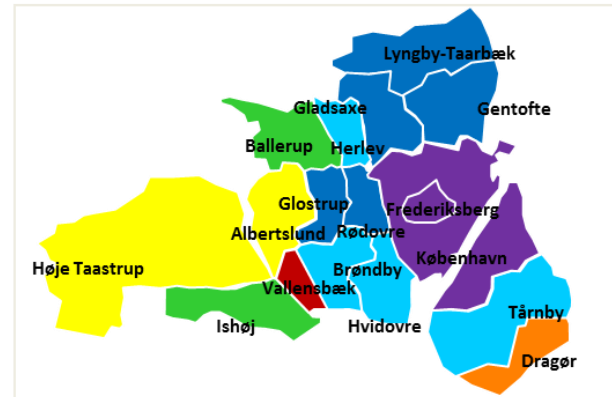 Lyngby-Taarbæk
Gladsaxe
Gentofte
Ballerup
Herlev
Glostrup
Frederiksberg
Albertslund
Rødovre
Høje Taastrup
Brøndby
København
Vallensbæk
Ishøj
Hvidovre
Tårnby
Dragør